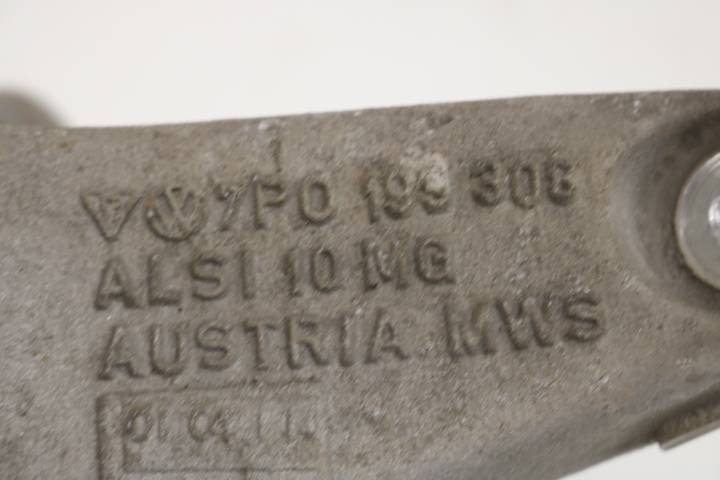 7P0 199 308
ALSI 10 MG
AUSTRIA MWS